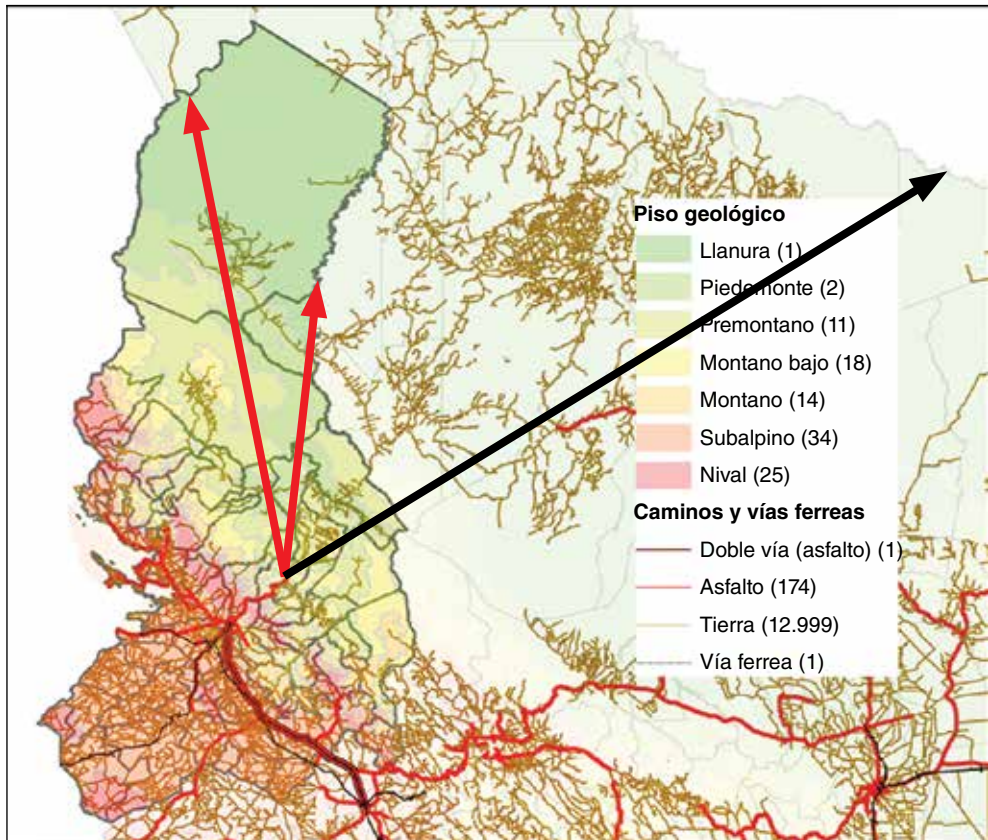 Piso geológico
Llanura (1)
Piedemonte (2)
Premontano (11)
Montano bajo (18)
Montano (14)
Subalpino (34)
Nival (25)
Caminos y vías ferreas
Doble vía (asfalto) (1)
Asfalto (174)
Tierra (12.999)
Vía ferrea (1)